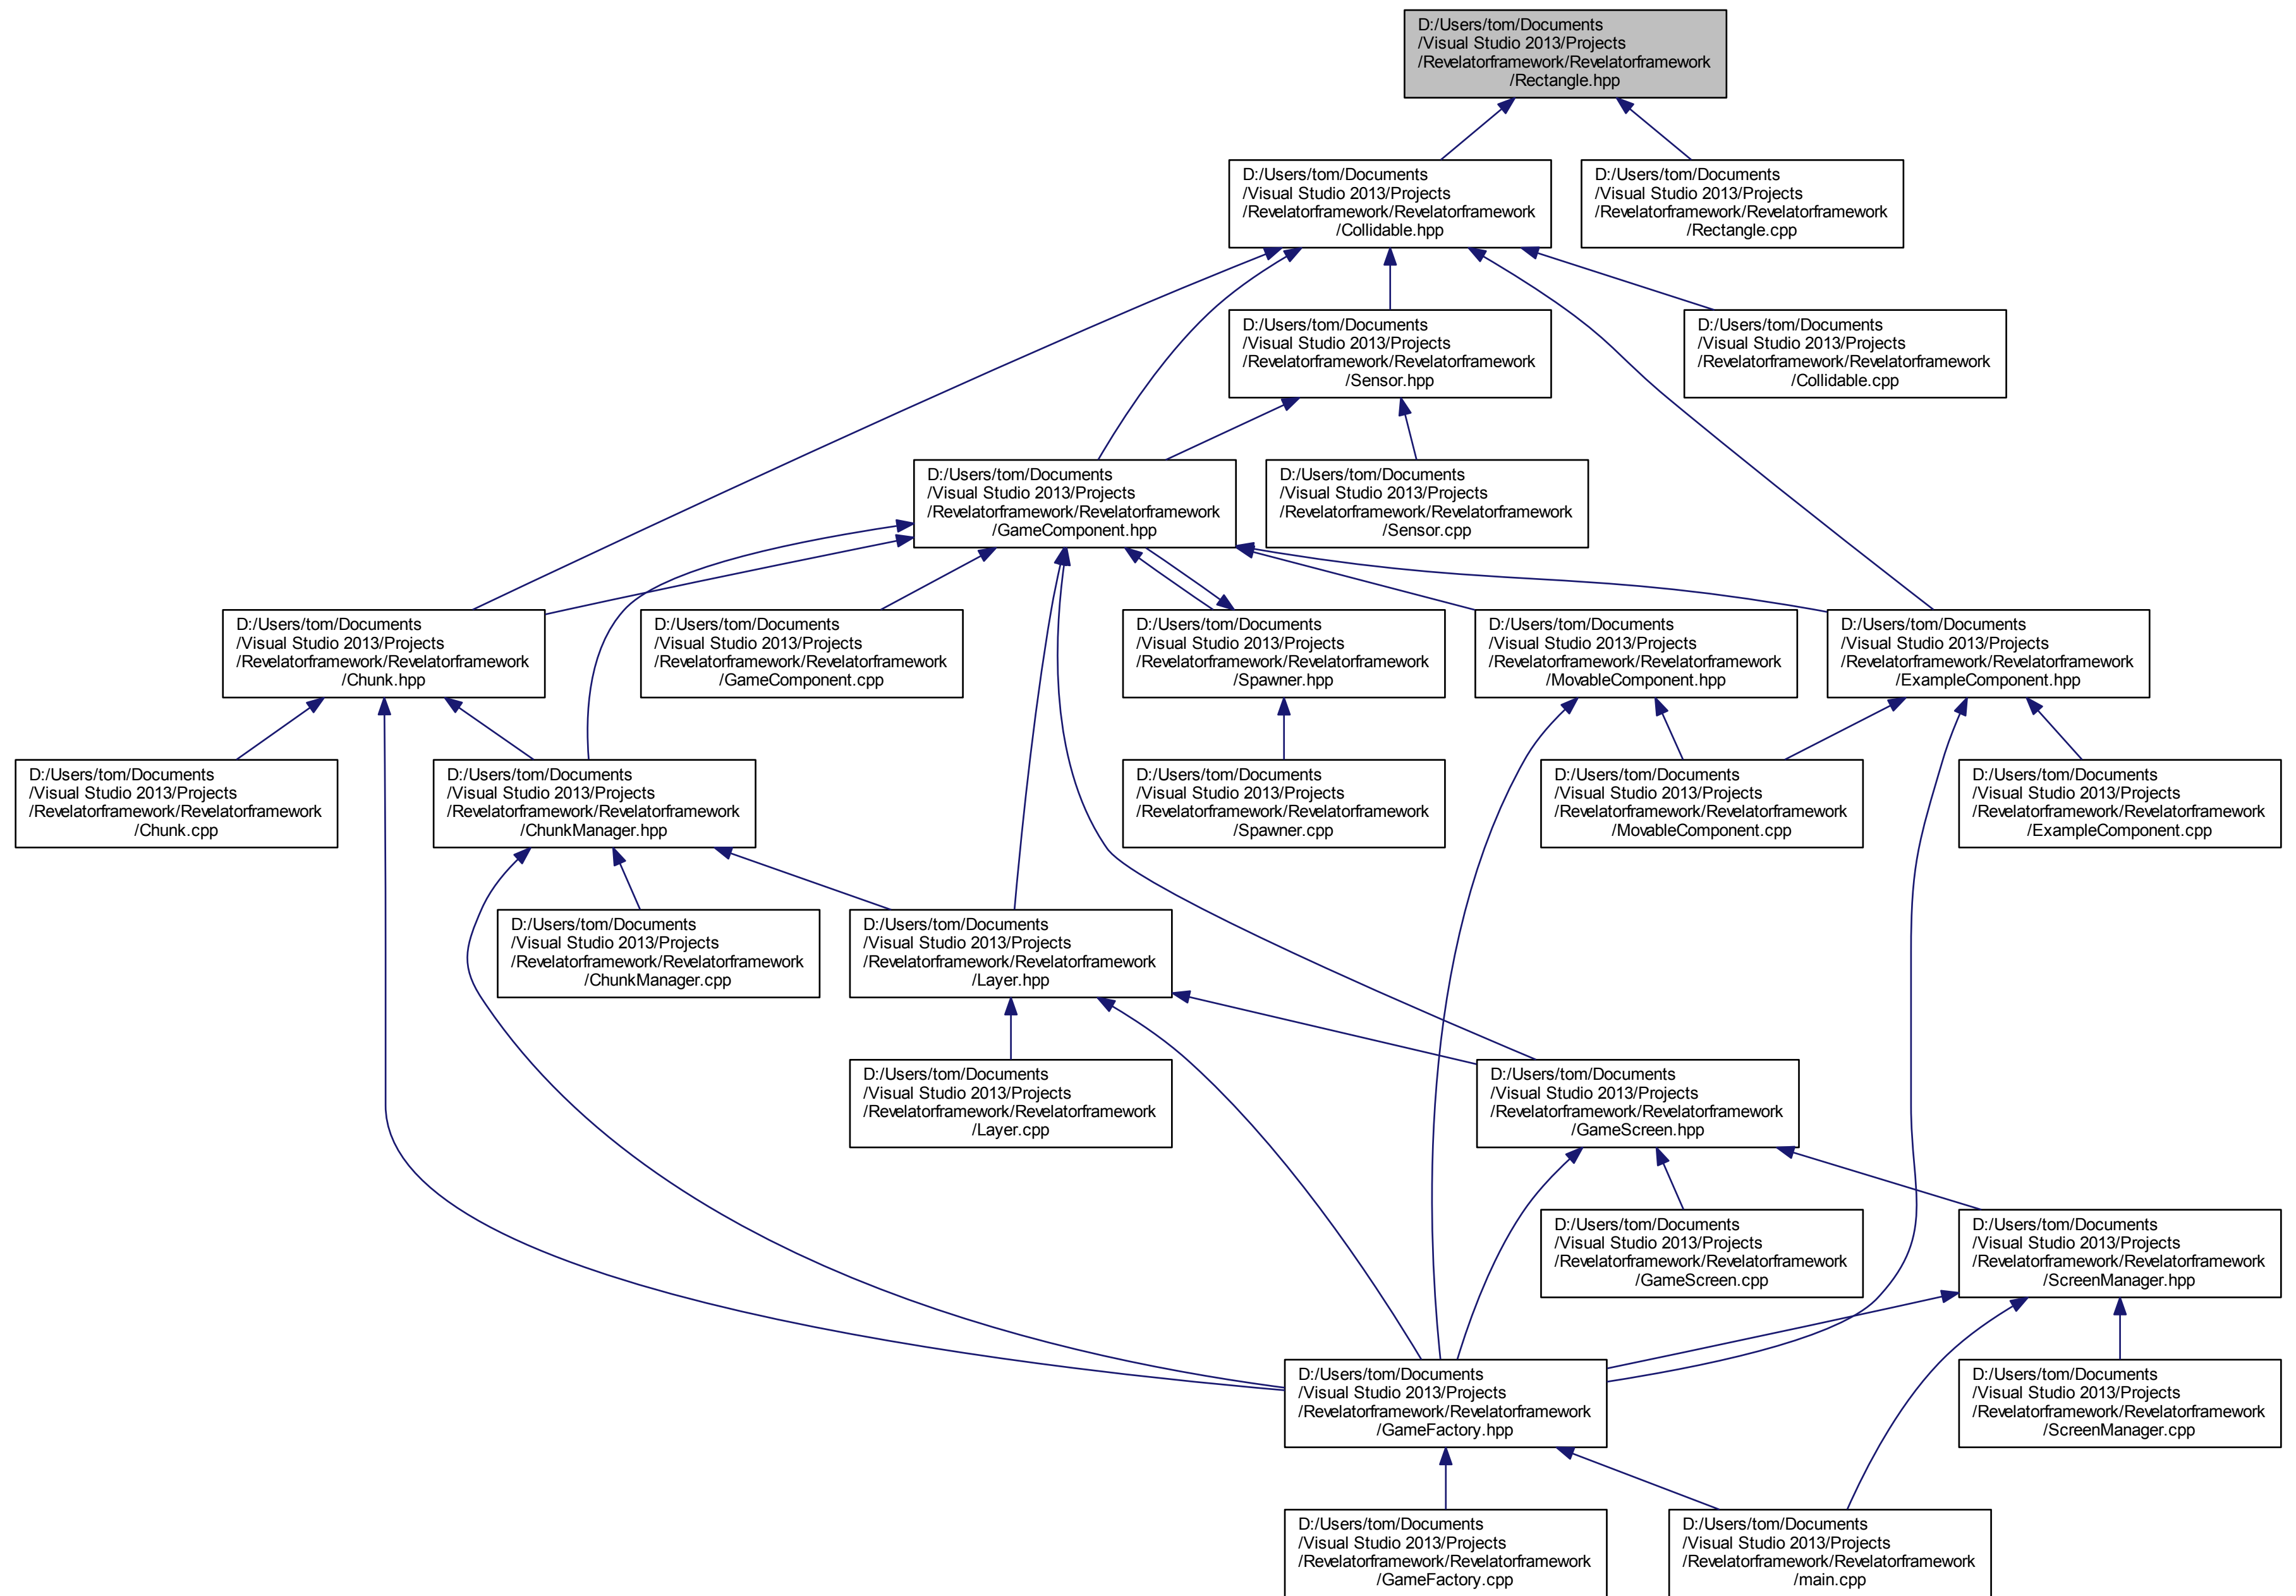 D:/Users/tom/Documents
/Visual Studio 2013/Projects
/Revelatorframework/Revelatorframework
/Rectangle.hpp
D:/Users/tom/Documents
/Visual Studio 2013/Projects
/Revelatorframework/Revelatorframework
/Collidable.hpp
D:/Users/tom/Documents
/Visual Studio 2013/Projects
/Revelatorframework/Revelatorframework
/Rectangle.cpp
D:/Users/tom/Documents
/Visual Studio 2013/Projects
/Revelatorframework/Revelatorframework
/Sensor.hpp
D:/Users/tom/Documents
/Visual Studio 2013/Projects
/Revelatorframework/Revelatorframework
/Collidable.cpp
D:/Users/tom/Documents
/Visual Studio 2013/Projects
/Revelatorframework/Revelatorframework
/GameComponent.hpp
D:/Users/tom/Documents
/Visual Studio 2013/Projects
/Revelatorframework/Revelatorframework
/Sensor.cpp
D:/Users/tom/Documents
/Visual Studio 2013/Projects
/Revelatorframework/Revelatorframework
/Chunk.hpp
D:/Users/tom/Documents
/Visual Studio 2013/Projects
/Revelatorframework/Revelatorframework
/GameComponent.cpp
D:/Users/tom/Documents
/Visual Studio 2013/Projects
/Revelatorframework/Revelatorframework
/Spawner.hpp
D:/Users/tom/Documents
/Visual Studio 2013/Projects
/Revelatorframework/Revelatorframework
/MovableComponent.hpp
D:/Users/tom/Documents
/Visual Studio 2013/Projects
/Revelatorframework/Revelatorframework
/ExampleComponent.hpp
D:/Users/tom/Documents
/Visual Studio 2013/Projects
/Revelatorframework/Revelatorframework
/Chunk.cpp
D:/Users/tom/Documents
/Visual Studio 2013/Projects
/Revelatorframework/Revelatorframework
/ChunkManager.hpp
D:/Users/tom/Documents
/Visual Studio 2013/Projects
/Revelatorframework/Revelatorframework
/Spawner.cpp
D:/Users/tom/Documents
/Visual Studio 2013/Projects
/Revelatorframework/Revelatorframework
/MovableComponent.cpp
D:/Users/tom/Documents
/Visual Studio 2013/Projects
/Revelatorframework/Revelatorframework
/ExampleComponent.cpp
D:/Users/tom/Documents
/Visual Studio 2013/Projects
/Revelatorframework/Revelatorframework
/ChunkManager.cpp
D:/Users/tom/Documents
/Visual Studio 2013/Projects
/Revelatorframework/Revelatorframework
/Layer.hpp
D:/Users/tom/Documents
/Visual Studio 2013/Projects
/Revelatorframework/Revelatorframework
/Layer.cpp
D:/Users/tom/Documents
/Visual Studio 2013/Projects
/Revelatorframework/Revelatorframework
/GameScreen.hpp
D:/Users/tom/Documents
/Visual Studio 2013/Projects
/Revelatorframework/Revelatorframework
/GameScreen.cpp
D:/Users/tom/Documents
/Visual Studio 2013/Projects
/Revelatorframework/Revelatorframework
/ScreenManager.hpp
D:/Users/tom/Documents
/Visual Studio 2013/Projects
/Revelatorframework/Revelatorframework
/GameFactory.hpp
D:/Users/tom/Documents
/Visual Studio 2013/Projects
/Revelatorframework/Revelatorframework
/ScreenManager.cpp
D:/Users/tom/Documents
/Visual Studio 2013/Projects
/Revelatorframework/Revelatorframework
/GameFactory.cpp
D:/Users/tom/Documents
/Visual Studio 2013/Projects
/Revelatorframework/Revelatorframework
/main.cpp